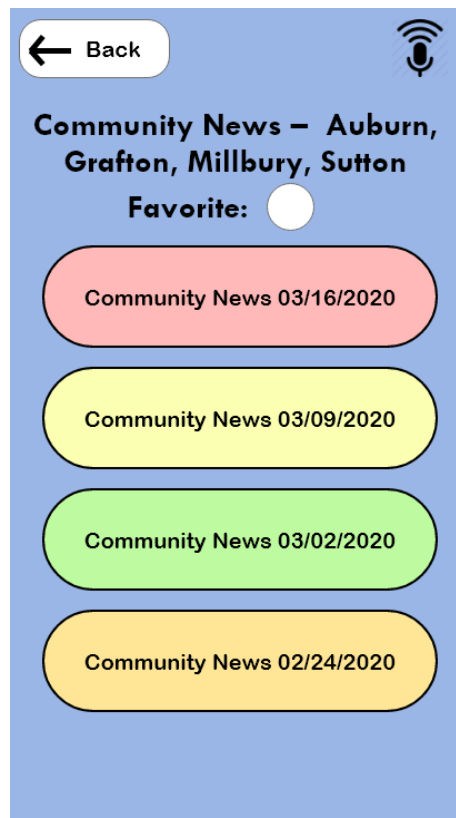 Back
Community News – Auburn,
Grafton, Millbury, Sutton
Favorite:
Community News 03/16/2020
Community News 03/09/2020
Community News 03/02/2020
Community News 02/24/2020